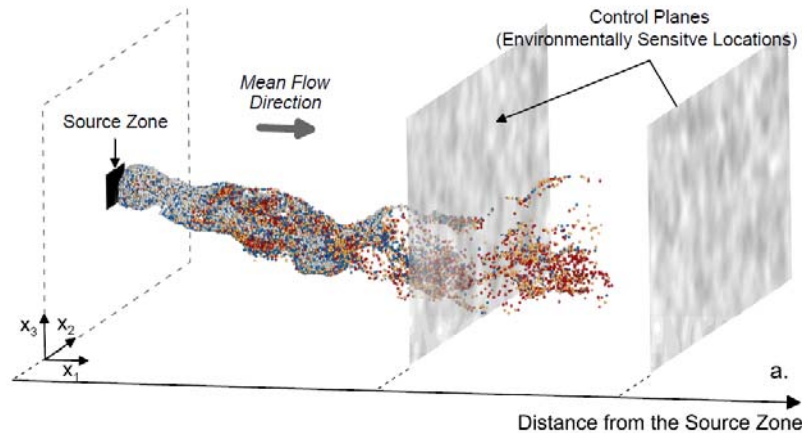 Control Planes
(Environmentally Sensitve Locations)
Mean Flow
Direction
Source Zone
x3
x2
x1
a.
Distance from the Source Zone